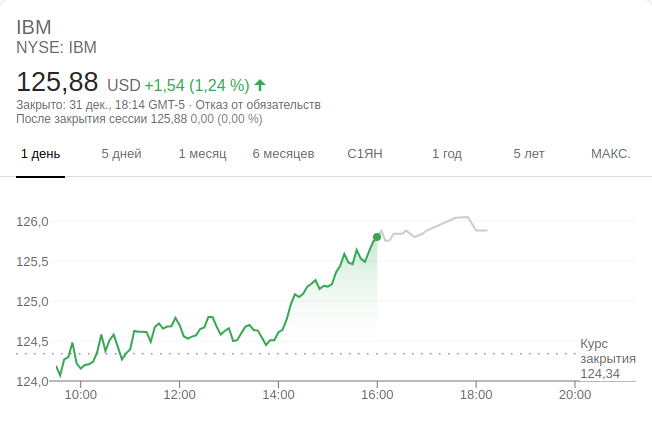 IBM
NYSE: IBM
125,88 USD +1,54 (1,24 %)
Закрыто: 31 дек., 18:14 GMT-5 · Отказ от обязательств
После закрытия сессии 125,88 0,00 (0,00 %)
1 день 5 дней 1 месяц 6 месяцев С1ЯН 1 год 5 лет МАКС.
126,0
125,5
125,0
124,5
Курс
закрытия
124,34
124,0
10:00 12:00 14:00 16:00 18:00 20:00